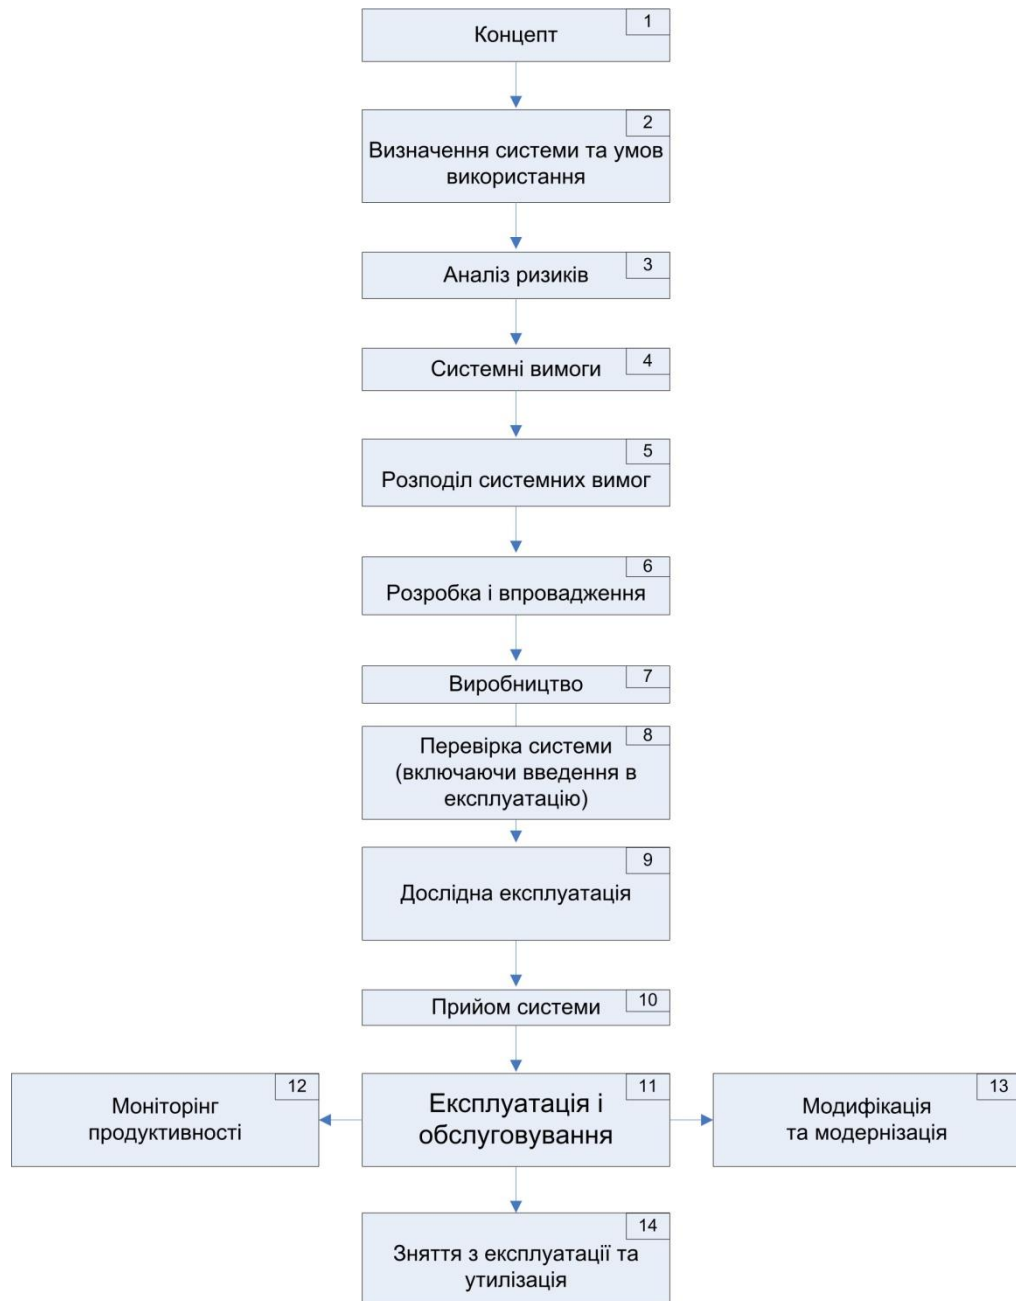 1
Концепт
2
Визначення системи та умов
використання
3
Аналіз ризиків
4
Системні вимоги
5
Розподіл системних вимог
6
Розробка і впровадження
7
Виробництво
8
Перевірка системи
(включаючи введення в
експлуатацію)
9
Дослідна експлуатація
10
Прийом системи
12
Моніторінг
продуктивності
11
Експлуатація і
обслуговування
13
Модифікація
та модернізація
14
Зняття з експлуатації та
утилізація